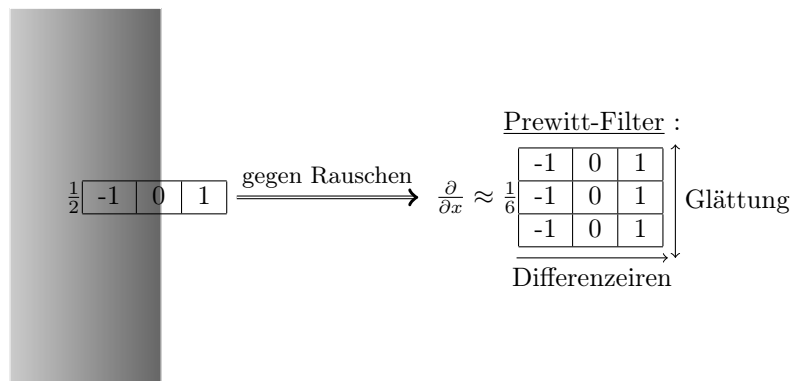 Prewitt-Filter :
gegen Rauschen
1/2 -1 0 1
∂/∂x ≈ 1/6
-1 0 1
-1 0 1
-1 0 1
Glättung
Differenzeiren